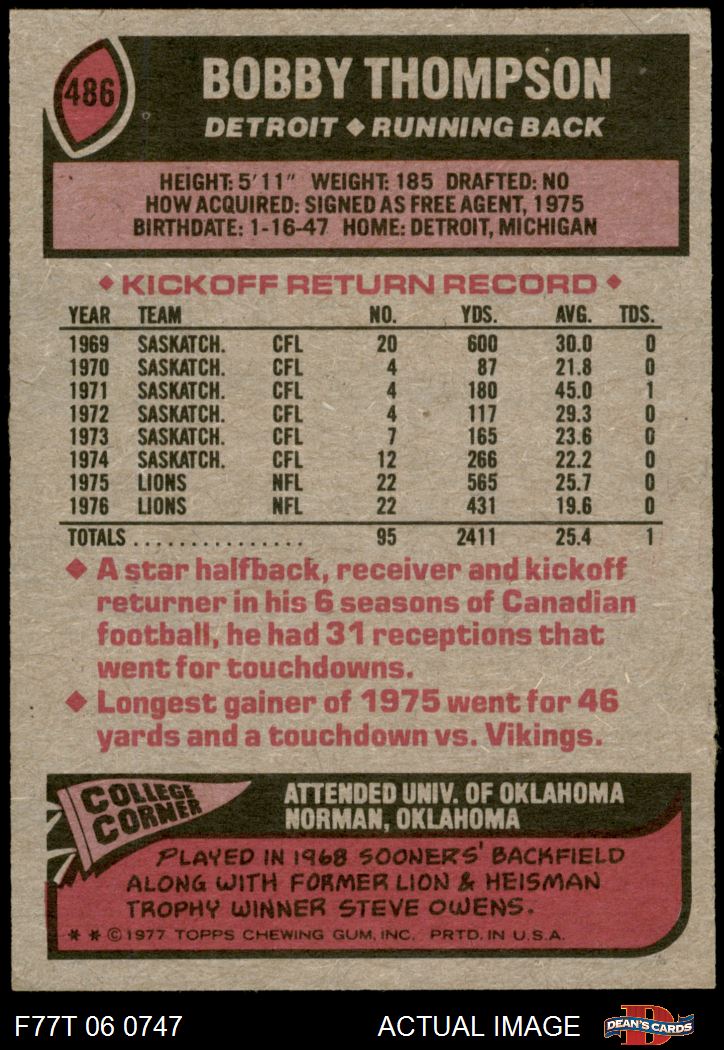 486
BOBBY THOMPSON
DETROIT ◆ RUNNING BACK
HEIGHT: 5'11" WEIGHT: 185 DRAFTED: NO
HOW ACQUIRED: SIGNED AS FREE AGENT, 1975
BIRTHDATE: 1-16-47 HOME: DETROIT, MICHIGAN
◆ KICKOFF RETURN RECORD ◆
YEAR TEAM NO. YDS. AVG. TDS.
1969 SASKATCH. CFL 20 600 30.0 0
1970 SASKATCH. CFL 4 87 21.8 0
1971 SASKATCH. CFL 4 180 45.0 1
1972 SASKATCH. CFL 4 117 29.3 0
1973 SASKATCH. CFL 7 165 23.6 0
1974 SASKATCH. CFL 12 266 22.2 0
1975 LIONS NFL 22 565 25.7 0
1976 LIONS NFL 22 431 19.6 0
TOTALS ............... 95 2411 25.4 1
◆ A star halfback, receiver and kickoff
returner in his 6 seasons of Canadian
football, he had 31 receptions that
went for touchdowns.
◆ Longest gainer of 1975 went for 46
yards and a touchdown vs. Vikings.
COLLEGE
CORNER
ATTENDED UNIV. OF OKLAHOMA
NORMAN, OKLAHOMA
PLAYED IN 1968 SOONERS' BACKFIELD
ALONG WITH FORMER LION & HEISMAN
TROPHY WINNER STEVE OWENS.
* * © 1977 TOPPS CHEWING GUM, INC. PRTD. IN U.S.A.
F77T 06 0747 ACTUAL IMAGE
D
DEAN'S CARDS